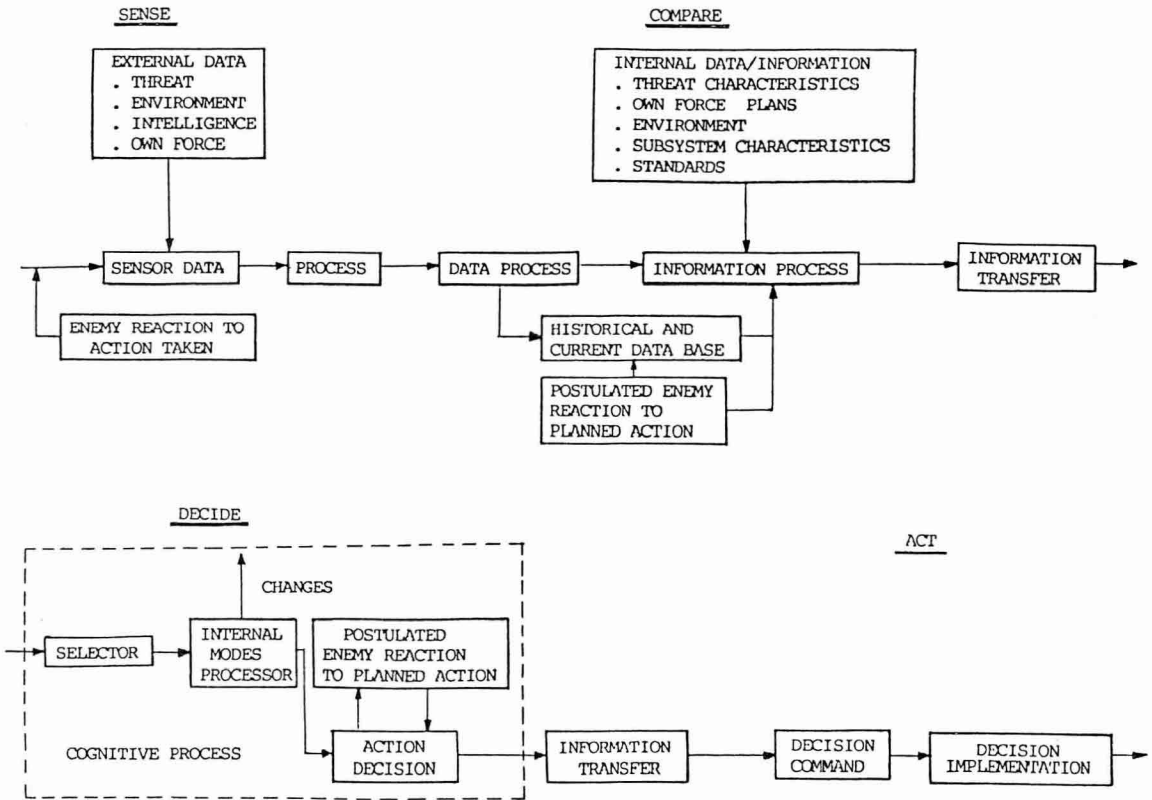 SENSE
EXTERNAL DATA
. THREAT
. ENVIRONMENT
. INTELLIGENCE
. OWN FORCE
COMPARE
INTERNAL DATA/INFORMATION
. THREAT CHARACTERISTICS
. OWN FORCE PLANS
. ENVIRONMENT
. SUBSYSTEM CHARACTERISTICS
. STANDARDS
SENSOR DATA
PROCESS
DATA PROCESS
INFORMATION PROCESS
INFORMATION
TRANSFER
ENEMY REACTION TO
ACTION TAKEN
HISTORICAL AND
CURRENT DATA BASE
POSTULATED ENEMY
REACTION TO
PLANNED ACTION
DECIDE
CHANGES
SELECTOR
INTERNAL
MODES
PROCESSOR
POSTULATED
ENEMY REACTION
TO PLANNED ACTION
COGNITIVE PROCESS
ACTION
DECISION
ACT
INFORMATION
TRANSFER
DECISION
COMMAND
DECISION
IMPLEMENTATION